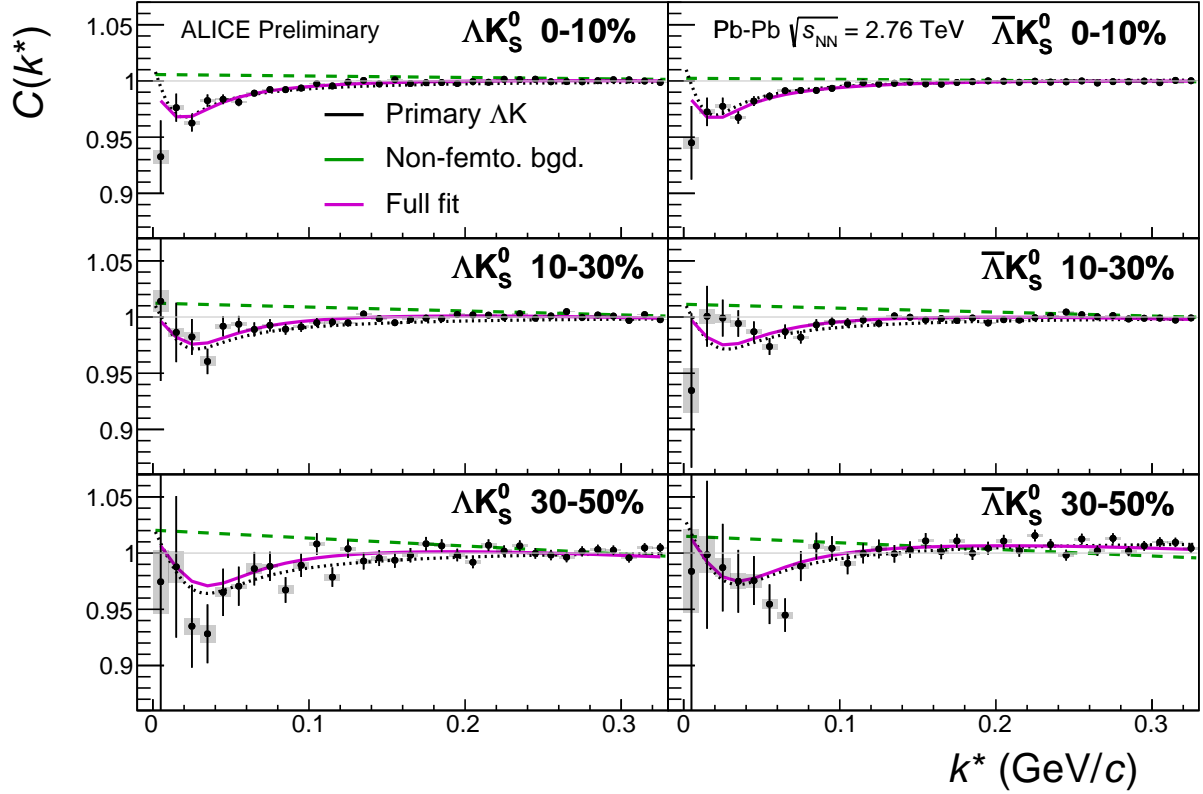 C(k*)
ALICE Preliminary
ΛK⁰S 0-10%
Pb-Pb √sNN = 2.76 TeV
Λ̅K⁰S 0-10%
1.05
1
0.95
0.9
Primary ΛK
Non-femto. bgd.
Full fit
ΛK⁰S 10-30%
Λ̅K⁰S 10-30%
1.05
1
0.95
0.9
ΛK⁰S 30-50%
Λ̅K⁰S 30-50%
1.05
1
0.95
0.9
0 0.1 0.2 0.3 0 0.1 0.2 0.3
k* (GeV/c)